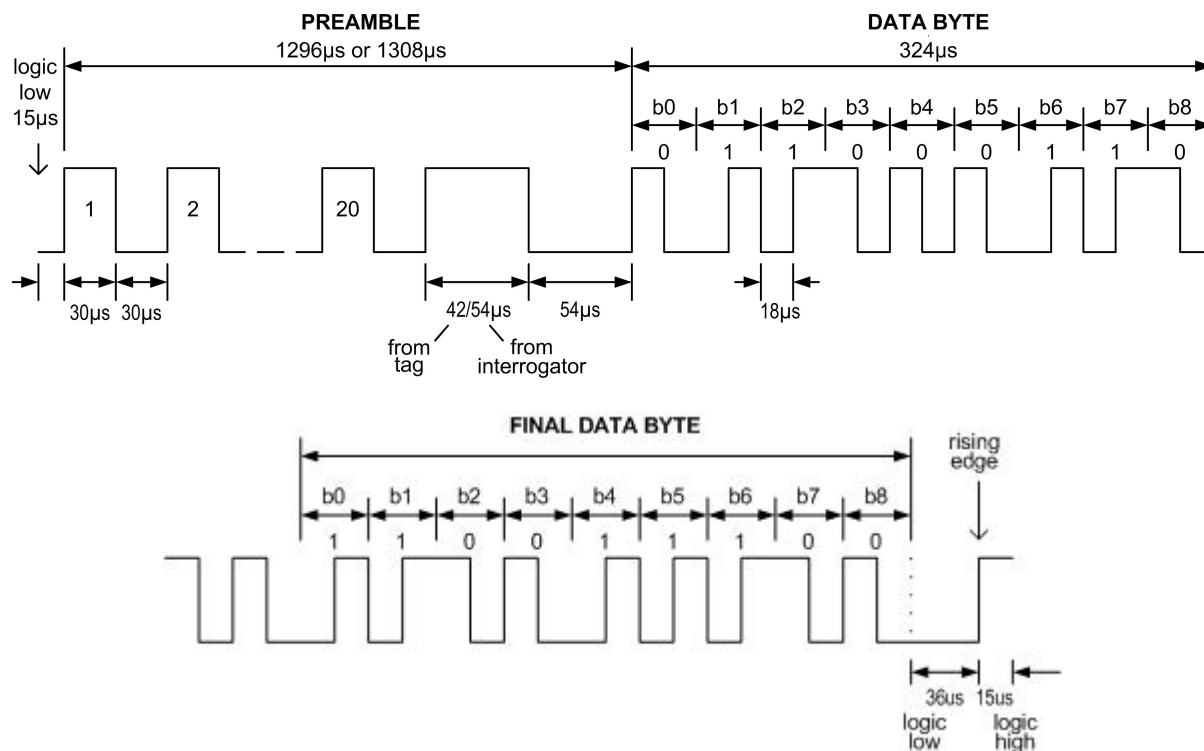 PREAMBLE
1296µs or 1308µs
DATA BYTE
324µs
logic
low
15µs
b0 b1 b2 b3 b4 b5 b6 b7 b8
0 1 1 0 0 0 1 1 0
1 2 20
30µs 30µs 42/54µs 54µs 18µs
from
tag
from
interrogator
FINAL DATA BYTE
rising
edge
b0 b1 b2 b3 b4 b5 b6 b7 b8
1 1 0 0 1 1 1 0 0
36us 15us
logic
low
logic
high